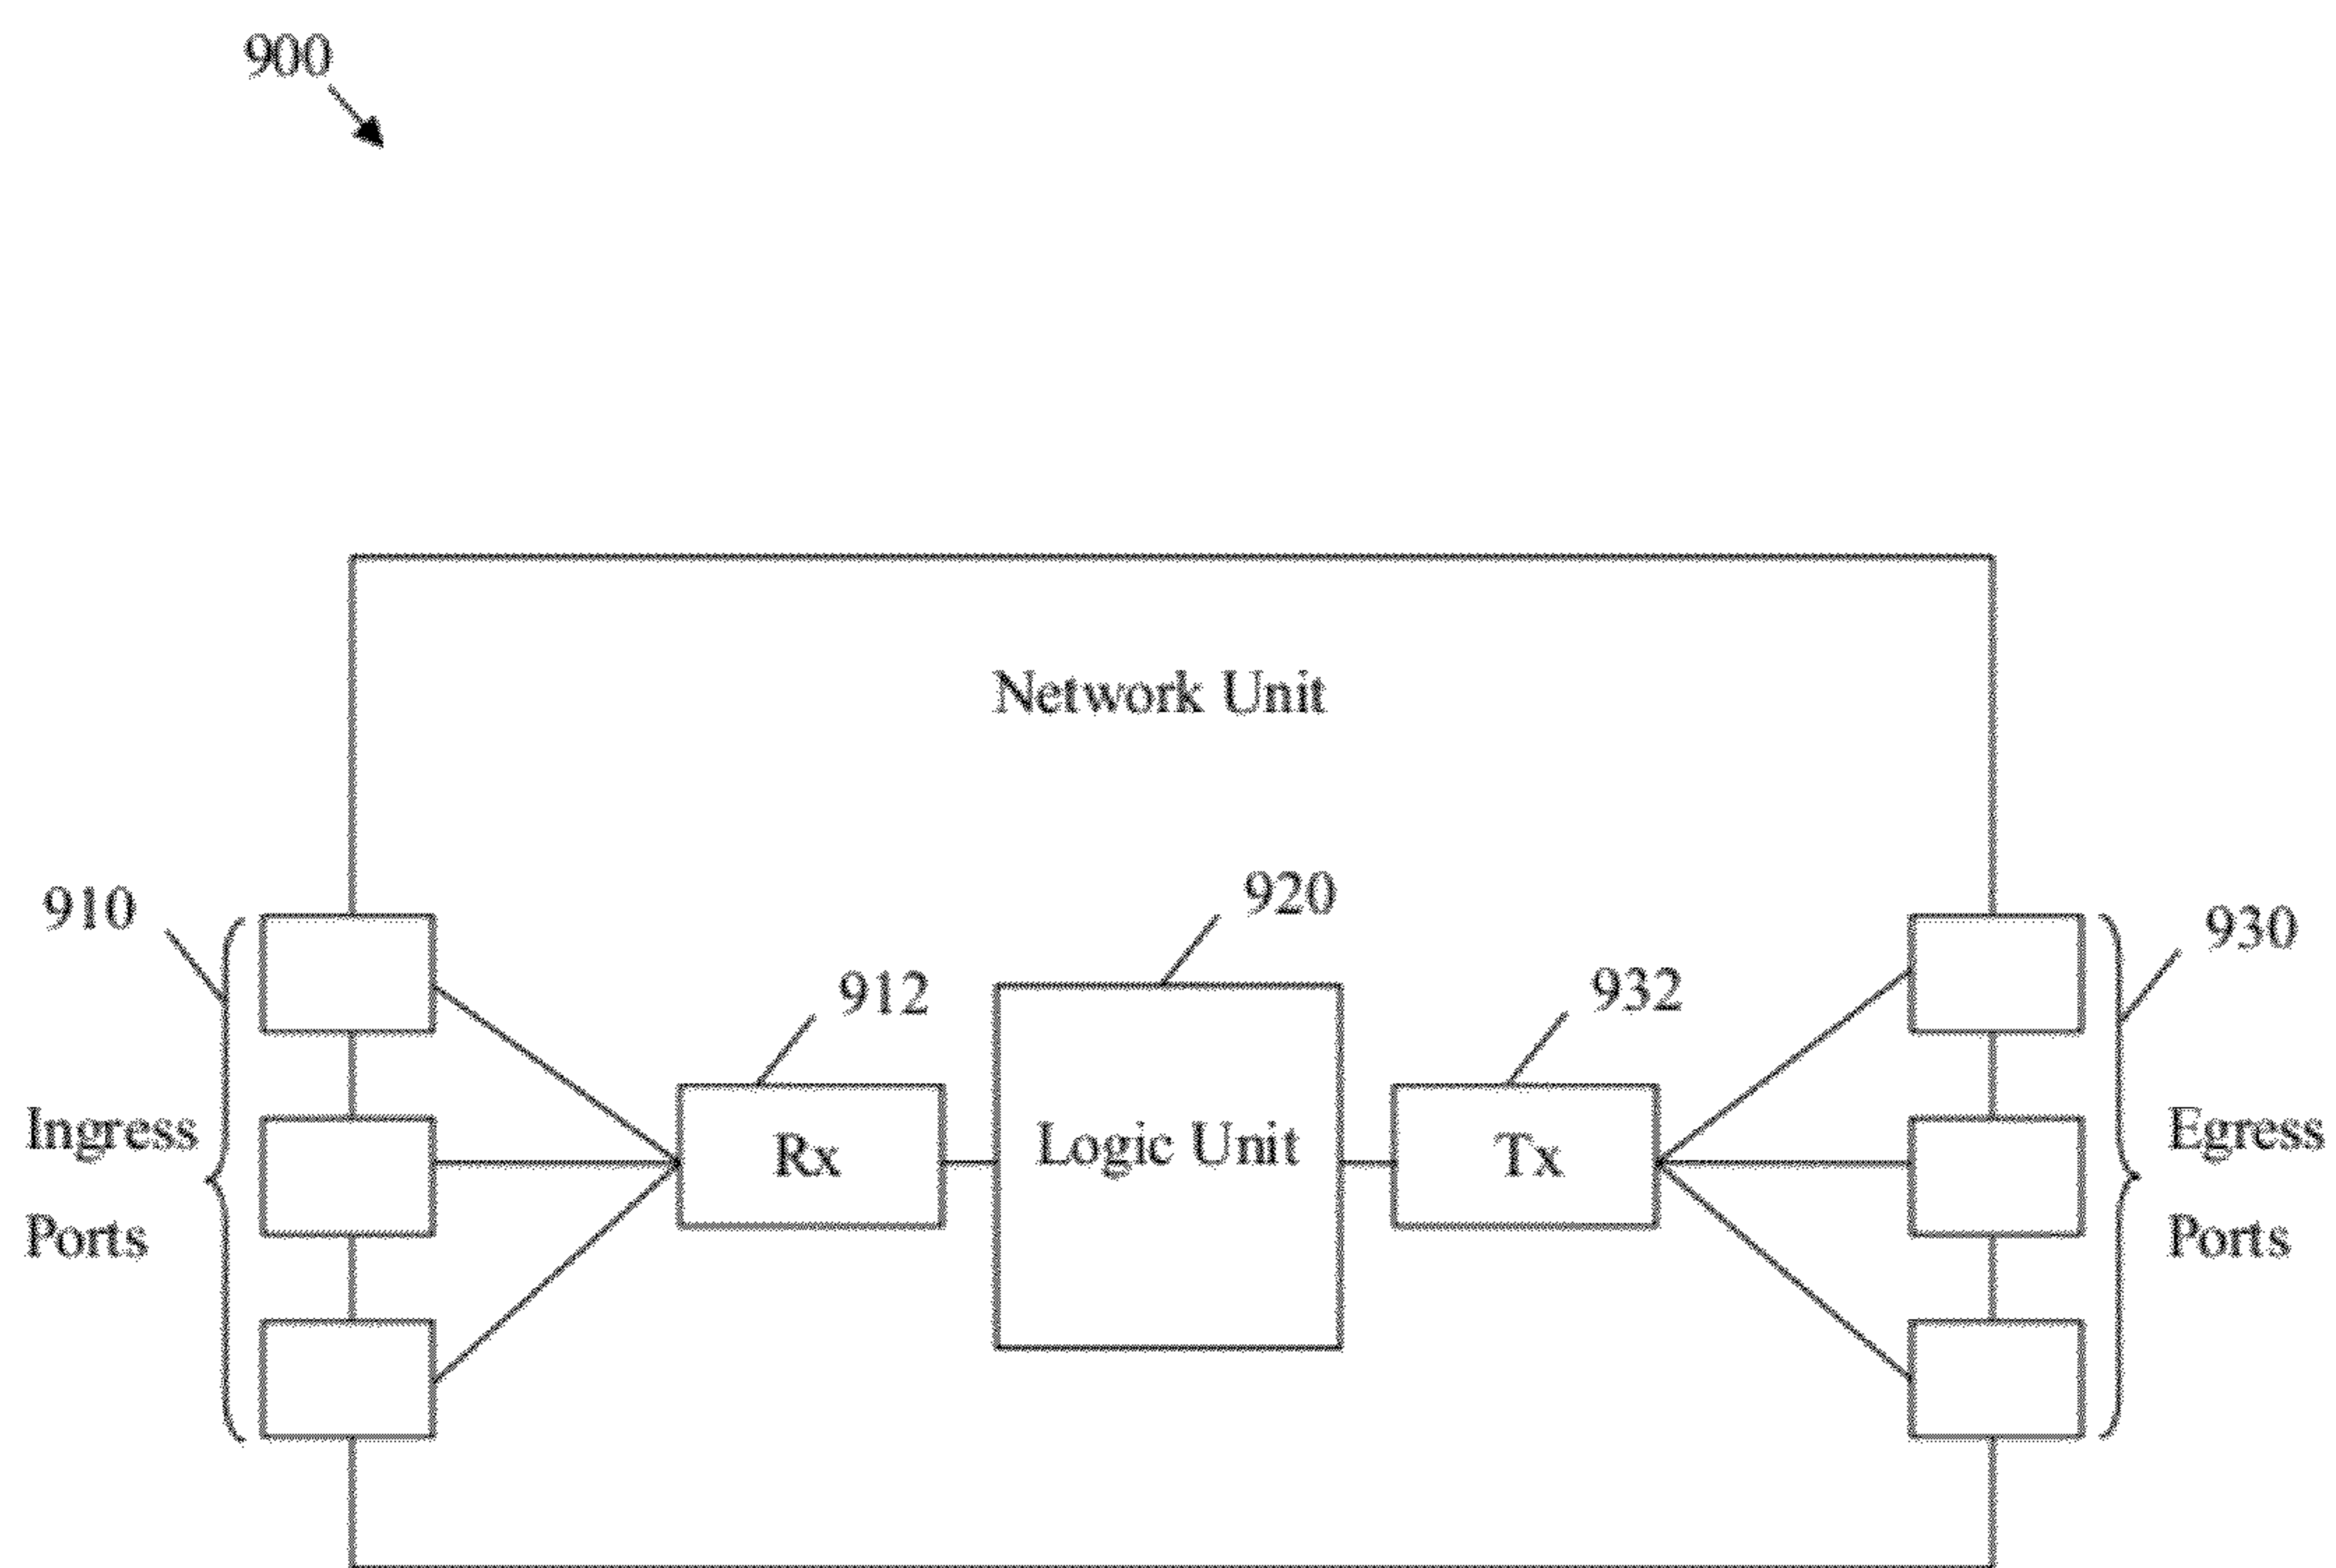 900
Network Unit
910
920
930
912
932
Ingress
Ports
Rx
Logic Unit
Tx
Egress
Ports